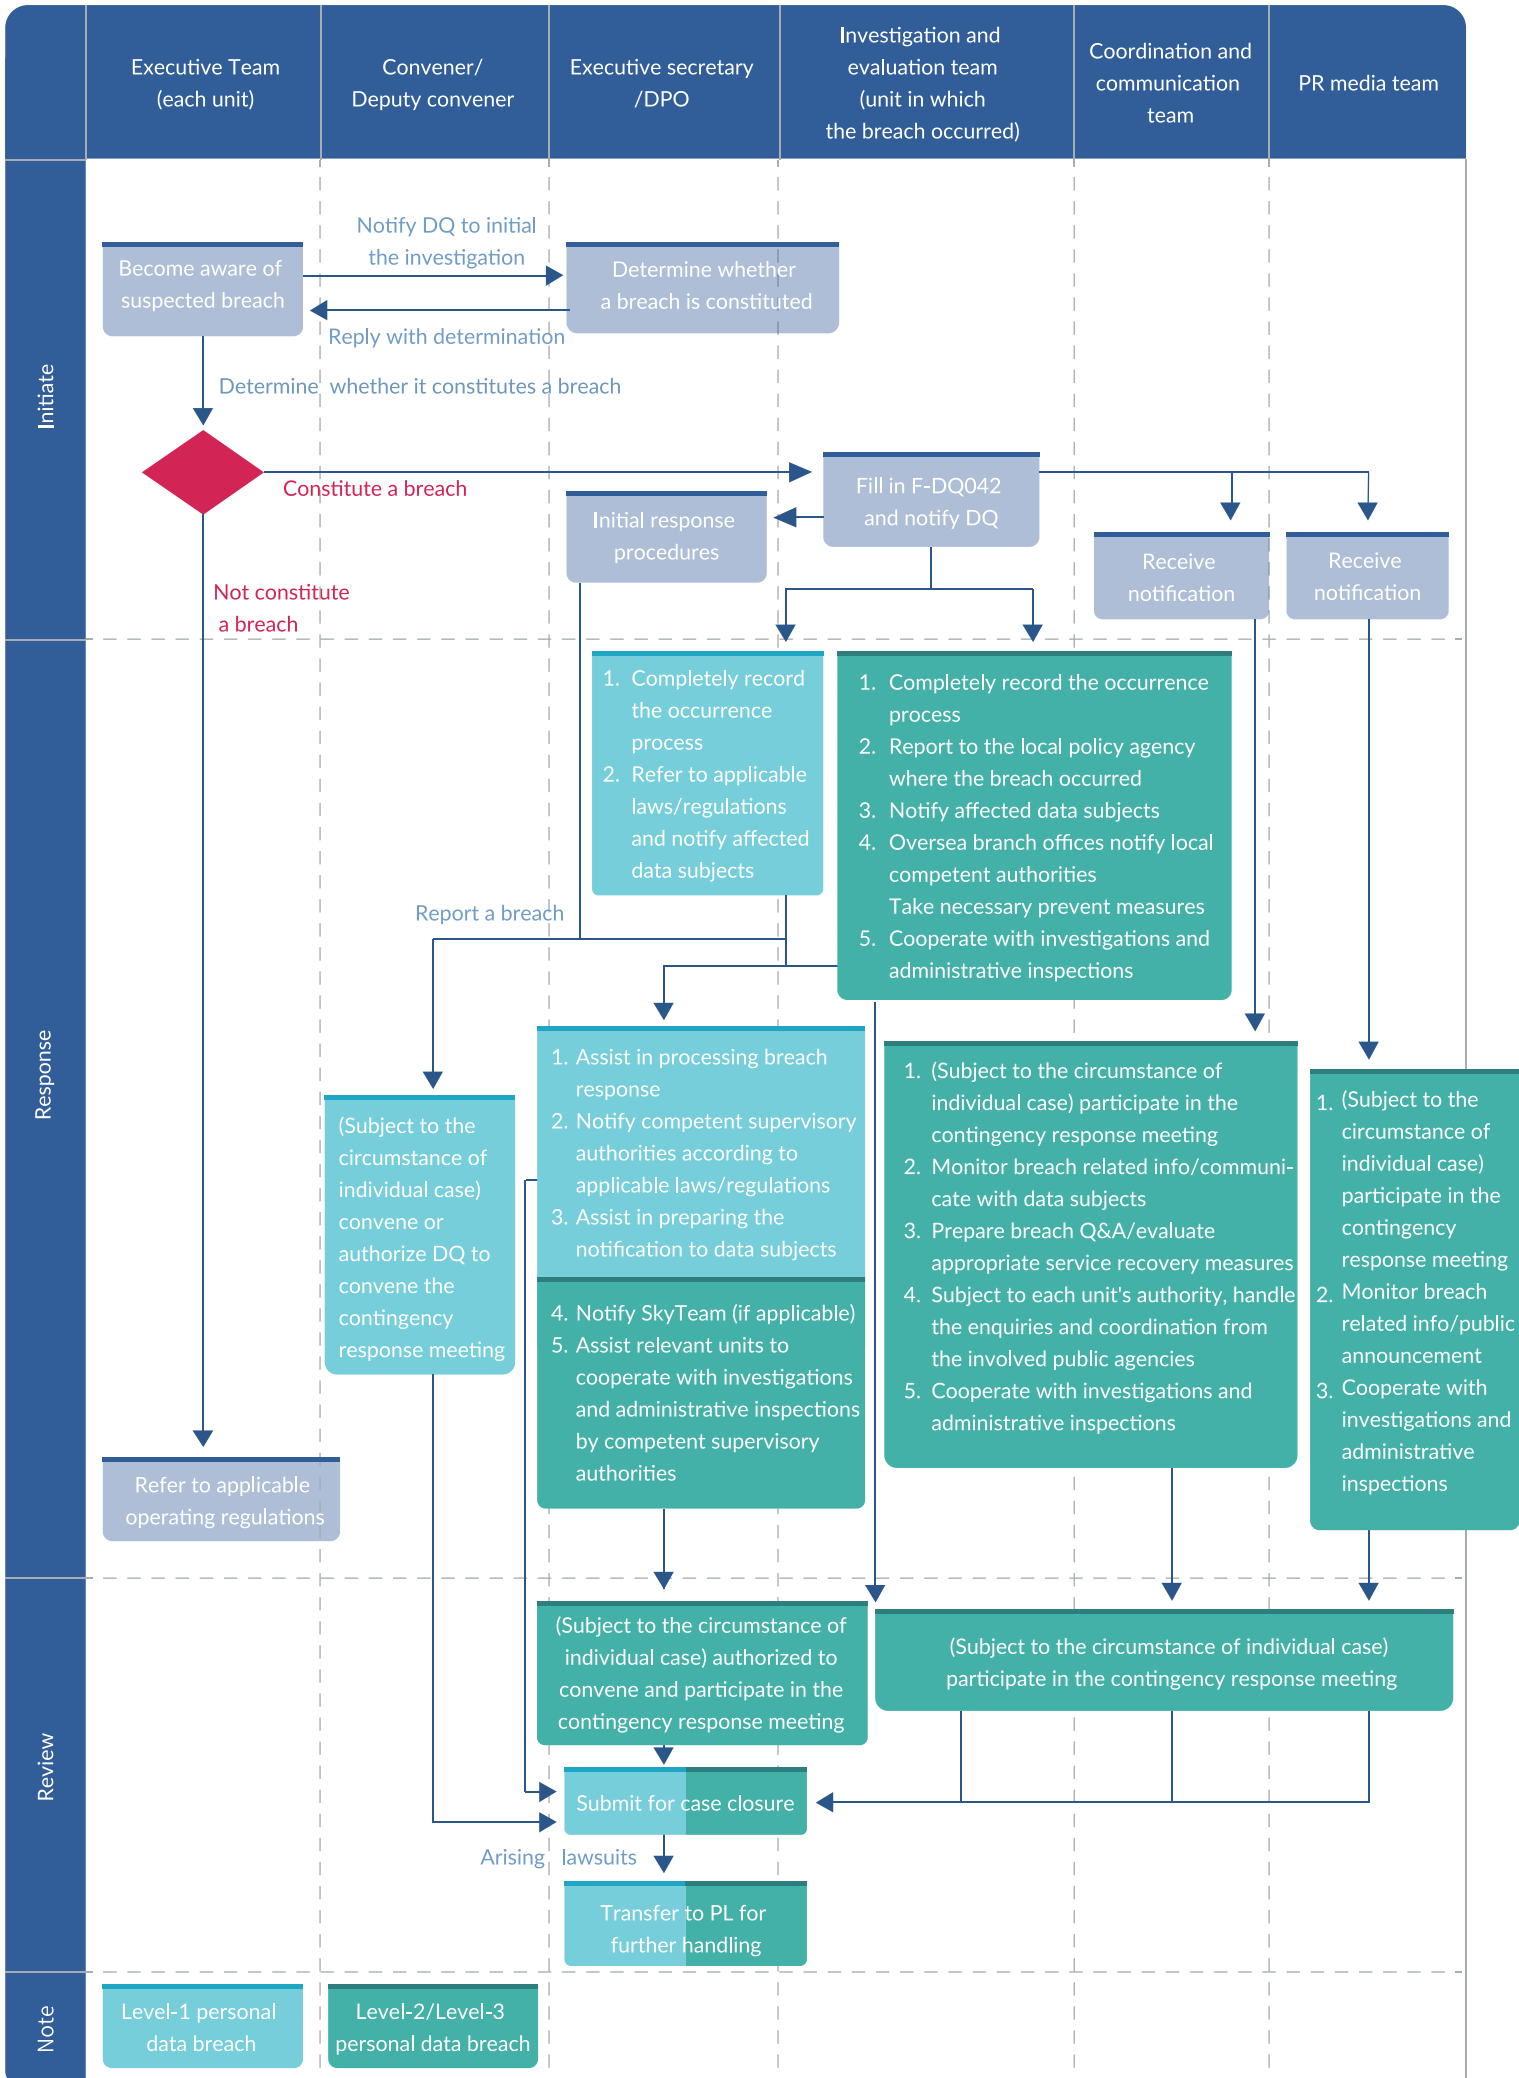 Executive Team
(each unit)
Convener/
Deputy convener
Executive secretary
/DPO
Investigation and
evaluation team
(unit in which
the breach occurred)
Coordination and
communication
team
PR media team
Initiate
Become aware of
suspected breach
Notify DQ to initial
the investigation
Determine whether
a breach is constituted
Reply with determination
Determine whether it constitutes a breach
Constitute a breach
Fill in F-DQ042
and notify DQ
Initial response
procedures
Receive
notification
Receive
notification
Not constitute
a breach
Response
1. Completely record
the occurrence
process
2. Refer to applicable
laws/regulations
and notify affected
data subjects
1. Completely record the occurrence
process
2. Report to the local policy agency
where the breach occurred
3. Notify affected data subjects
4. Oversea branch offices notify local
competent authorities
Take necessary prevent measures
5. Cooperate with investigations and
administrative inspections
Report a breach
(Subject to the
circumstance of
individual case)
convene or
authorize DQ to
convene the
contingency
response meeting
1. Assist in processing breach
response
2. Notify competent supervisory
authorities according to
applicable laws/regulations
3. Assist in preparing the
notification to data subjects
4. Notify SkyTeam (if applicable)
5. Assist relevant units to
cooperate with investigations
and administrative inspections
by competent supervisory
authorities
1. (Subject to the circumstance of
individual case) participate in the
contingency response meeting
2. Monitor breach related info/communi-
cate with data subjects
3. Prepare breach Q&A/evaluate
appropriate service recovery measures
4. Subject to each unit's authority, handle
the enquiries and coordination from
the involved public agencies
5. Cooperate with investigations and
administrative inspections
1. (Subject to the
circumstance of
individual case)
participate in the
contingency
response meeting
2. Monitor breach
related info/public
announcement
3. Cooperate with
investigations and
administrative
inspections
Refer to applicable
operating regulations
Review
(Subject to the circumstance of
individual case) authorized to
convene and participate in the
contingency response meeting
(Subject to the circumstance of individual case)
participate in the contingency response meeting
Submit for case closure
Arising lawsuits
Transfer to PL for
further handling
Note
Level-1 personal
data breach
Level-2/Level-3
personal data breach